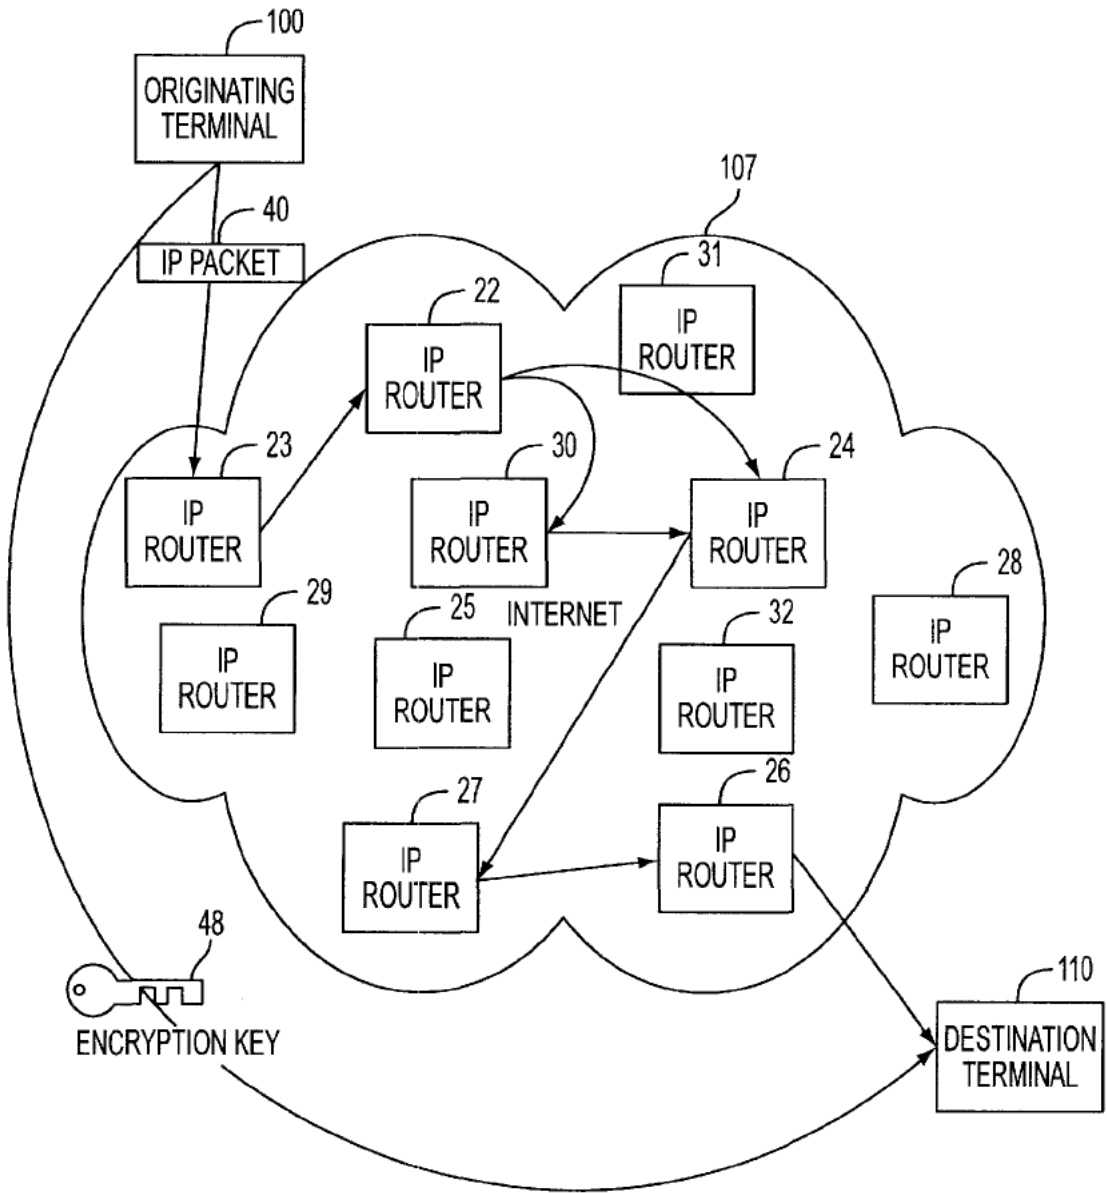 100
ORIGINATING
TERMINAL
107
40
IP PACKET
31
IP
ROUTER
22
IP
ROUTER
23
IP
ROUTER
30
IP
ROUTER
24
IP
ROUTER
29
IP
ROUTER
25
IP
ROUTER
INTERNET
32
IP
ROUTER
28
IP
ROUTER
27
IP
ROUTER
26
IP
ROUTER
48
ENCRYPTION KEY
110
DESTINATION
TERMINAL